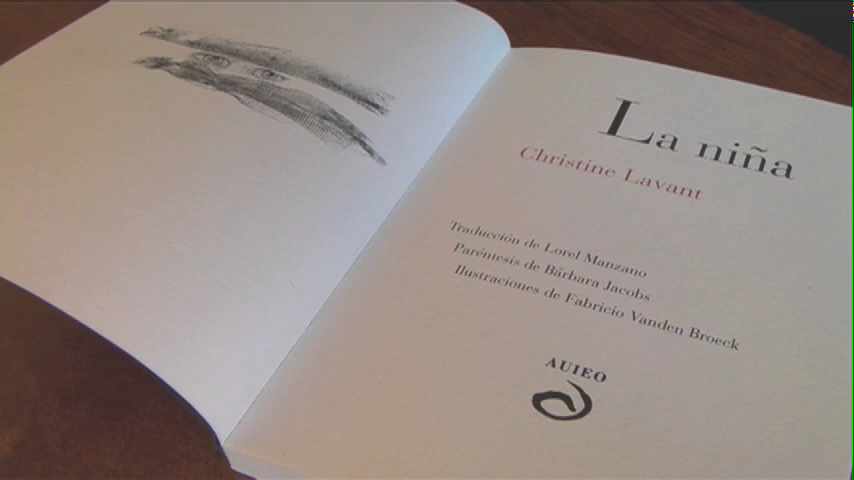 La niña
Christine Lavant
Traducción de Lorel Manzano
Paréntesis de Bárbara Jacobs
Ilustraciones de Fabricio Vanden Broeck
AUIEO